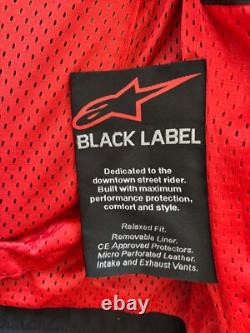 BLACK LABEL
Dedicated to the
downtown street rider.
Built with maximum
performance protection,
comfort and style.
Relaxed Fit.
Removable Liner.
CE Approved Protectors.
Micro Perforated Leather.
Intake and Exhaust Vents.